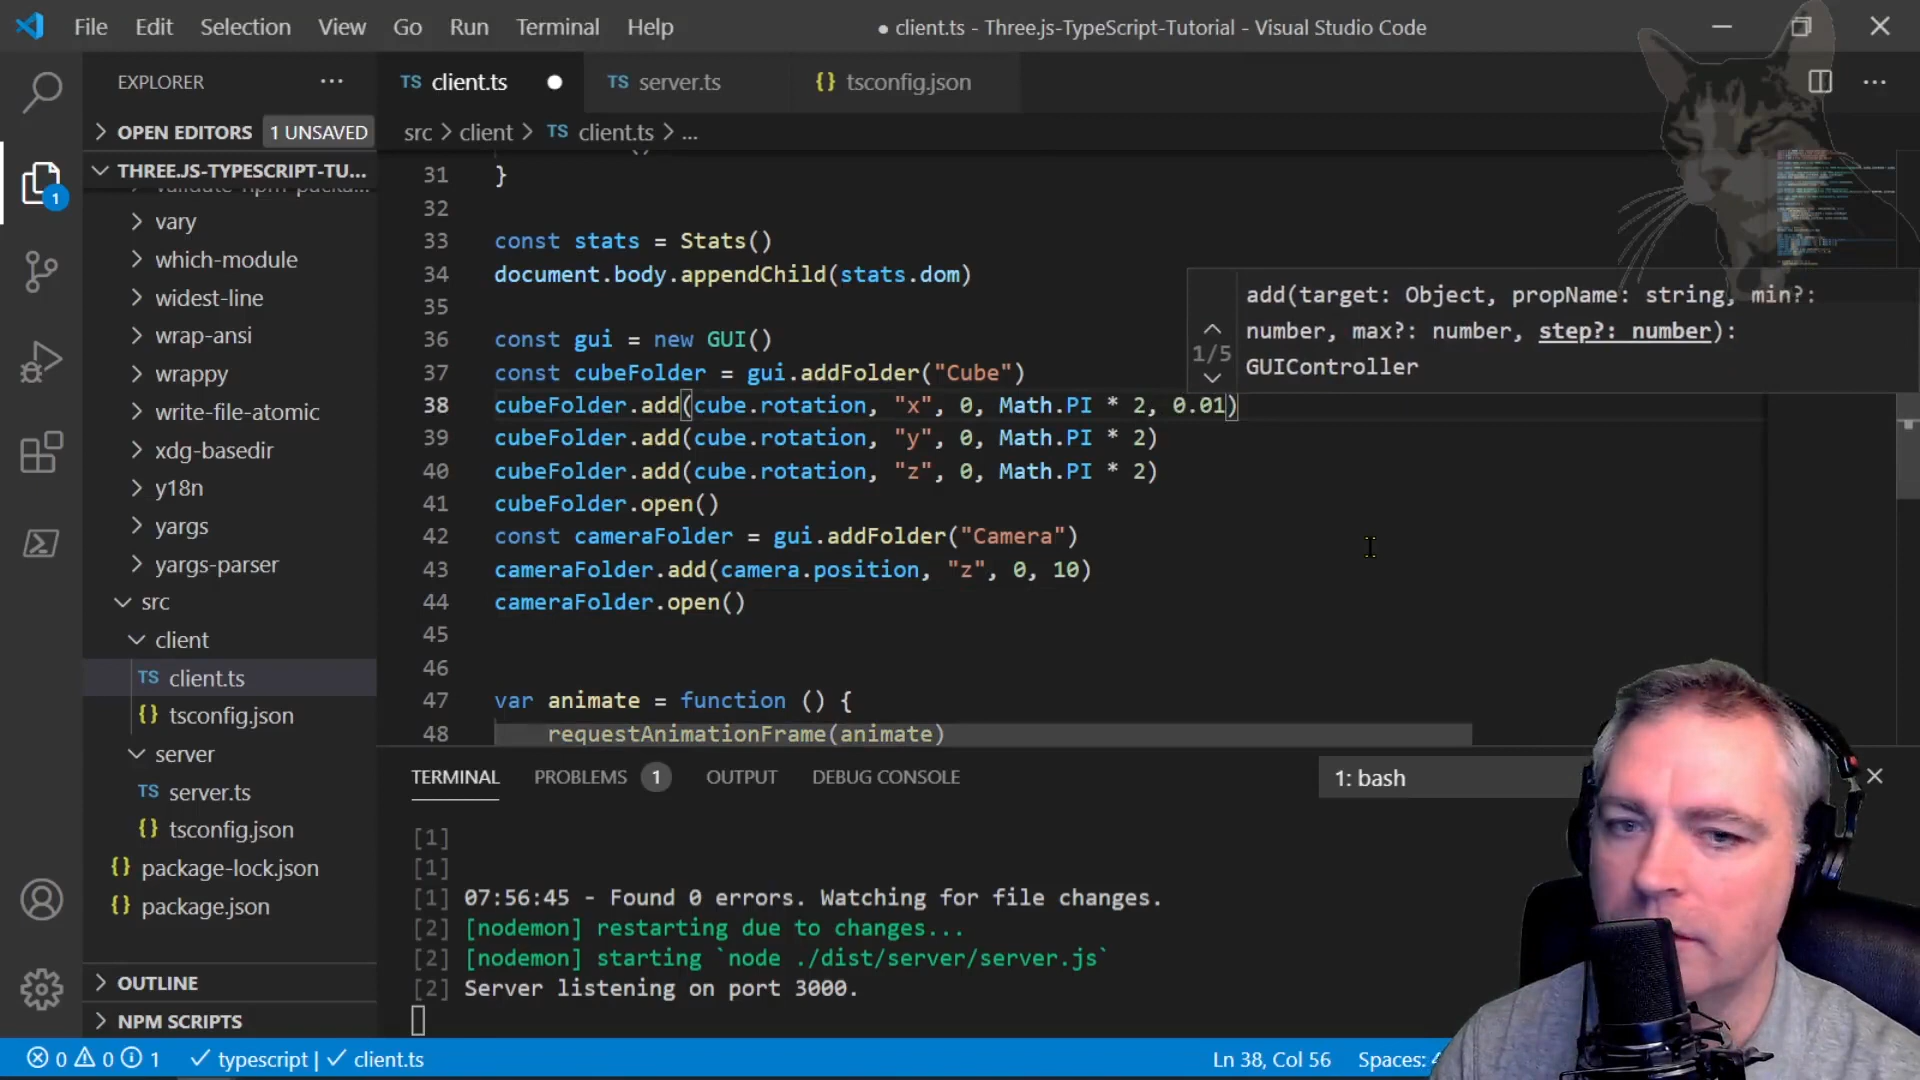 File Edit Selection View Go Run Terminal Help
● client.ts - Three.js-TypeScript-Tutorial - Visual Studio Code
EXPLORER ...
TS client.ts ● TS server.ts {} tsconfig.json ...
OPEN EDITORS 1 UNSAVED
src > client > TS client.ts > ...
THREE.JS-TYPESCRIPT-TU...
1
vary
which-module
widest-line
wrap-ansi
wrappy
write-file-atomic
xdg-basedir
y18n
yargs
yargs-parser
src
client
TS client.ts
{} tsconfig.json
server
TS server.ts
{} tsconfig.json
{} package-lock.json
{} package.json
OUTLINE
NPM SCRIPTS
31 }
32
33 const stats = Stats()
34 document.body.appendChild(stats.dom)
35
36 const gui = new GUI()
37 const cubeFolder = gui.addFolder("Cube")
38 cubeFolder.add(cube.rotation, "x", 0, Math.PI * 2, 0.01)
39 cubeFolder.add(cube.rotation, "y", 0, Math.PI * 2)
40 cubeFolder.add(cube.rotation, "z", 0, Math.PI * 2)
41 cubeFolder.open()
42 const cameraFolder = gui.addFolder("Camera")
43 cameraFolder.add(camera.position, "z", 0, 10)
44 cameraFolder.open()
45
46
47 var animate = function () {
48 requestAnimationFrame(animate)
1/5
add(target: Object, propName: string, min?:
number, max?: number, step?: number):
GUIController
TERMINAL PROBLEMS 1 OUTPUT DEBUG CONSOLE 1: bash
[1]
[1]
[1] 07:56:45 - Found 0 errors. Watching for file changes.
[2] [nodemon] restarting due to changes...
[2] [nodemon] starting `node ./dist/server/server.js`
[2] Server listening on port 3000.
0 0 1 typescript | client.ts Ln 38, Col 56 Spaces: